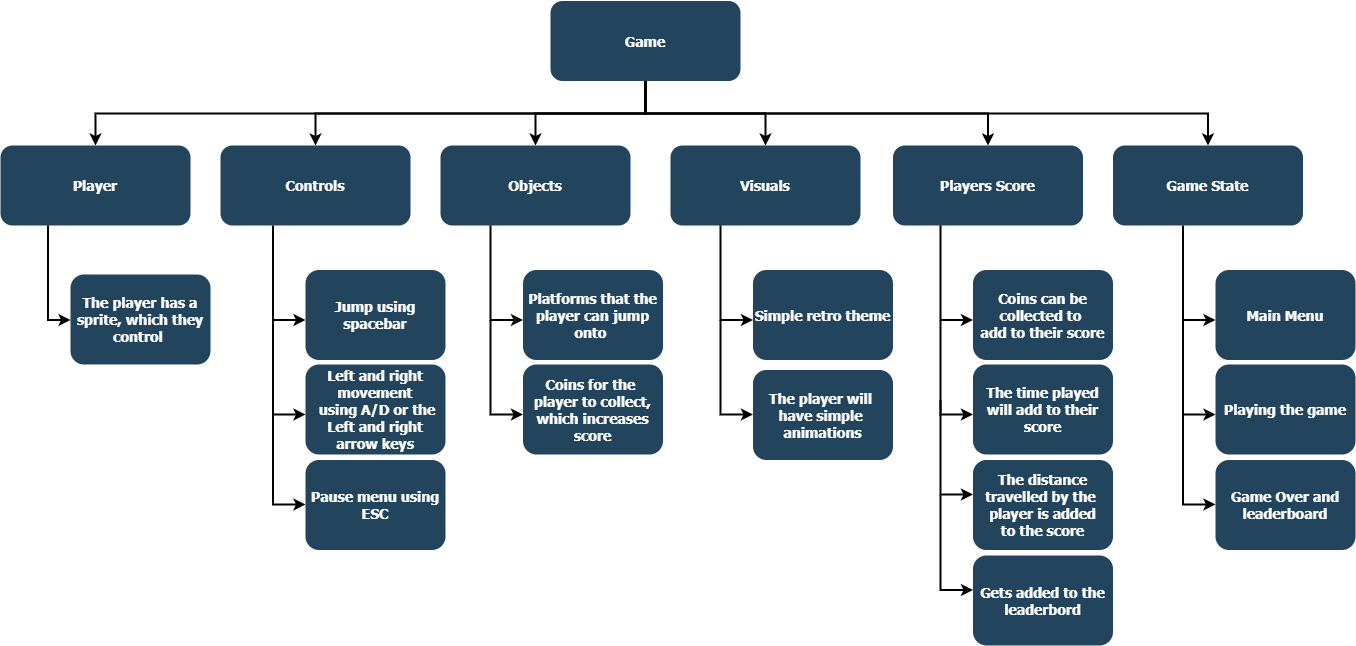 Game
Player
Controls
Objects
Visuals
Players Score
Game State
The player has a
sprite, which they
control
Jump using
spacebar
Left and right
movement
using A/D or the
Left and right
arrow keys
Pause menu using
ESC
Platforms that the
player can jump
onto
Coins for the
player to collect,
which increases
score
Simple retro theme
The player will
have simple
animations
Coins can be
collected to
add to their score
The time played
will add to their
score
The distance
travelled by the
player is added
to the score
Gets added to the
leaderbord
Main Menu
Playing the game
Game Over and
leaderboard